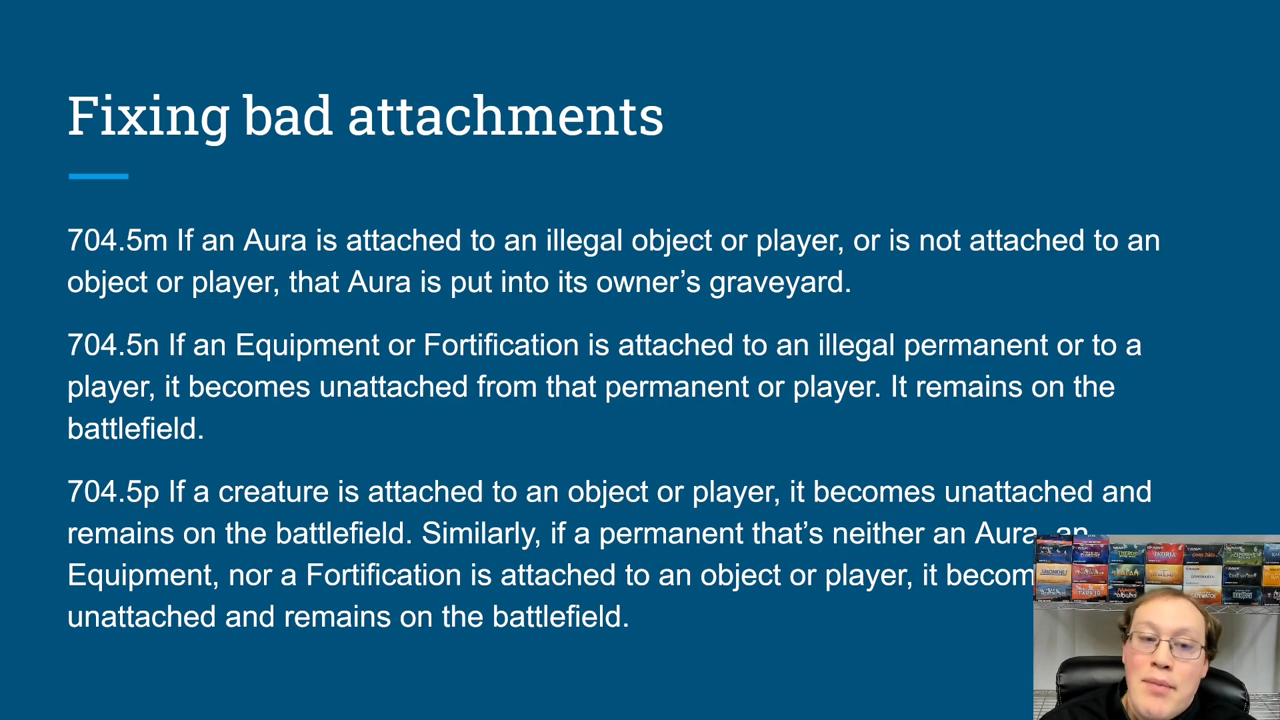 Fixing bad attachments
704.5m If an Aura is attached to an illegal object or player, or is not attached to an
object or player, that Aura is put into its owner’s graveyard.
704.5n If an Equipment or Fortification is attached to an illegal permanent or to a
player, it becomes unattached from that permanent or player. It remains on the
battlefield.
704.5p If a creature is attached to an object or player, it becomes unattached and
remains on the battlefield. Similarly, if a permanent that’s neither an Aura, an
Equipment, nor a Fortification is attached to an object or player, it becom
unattached and remains on the battlefield.